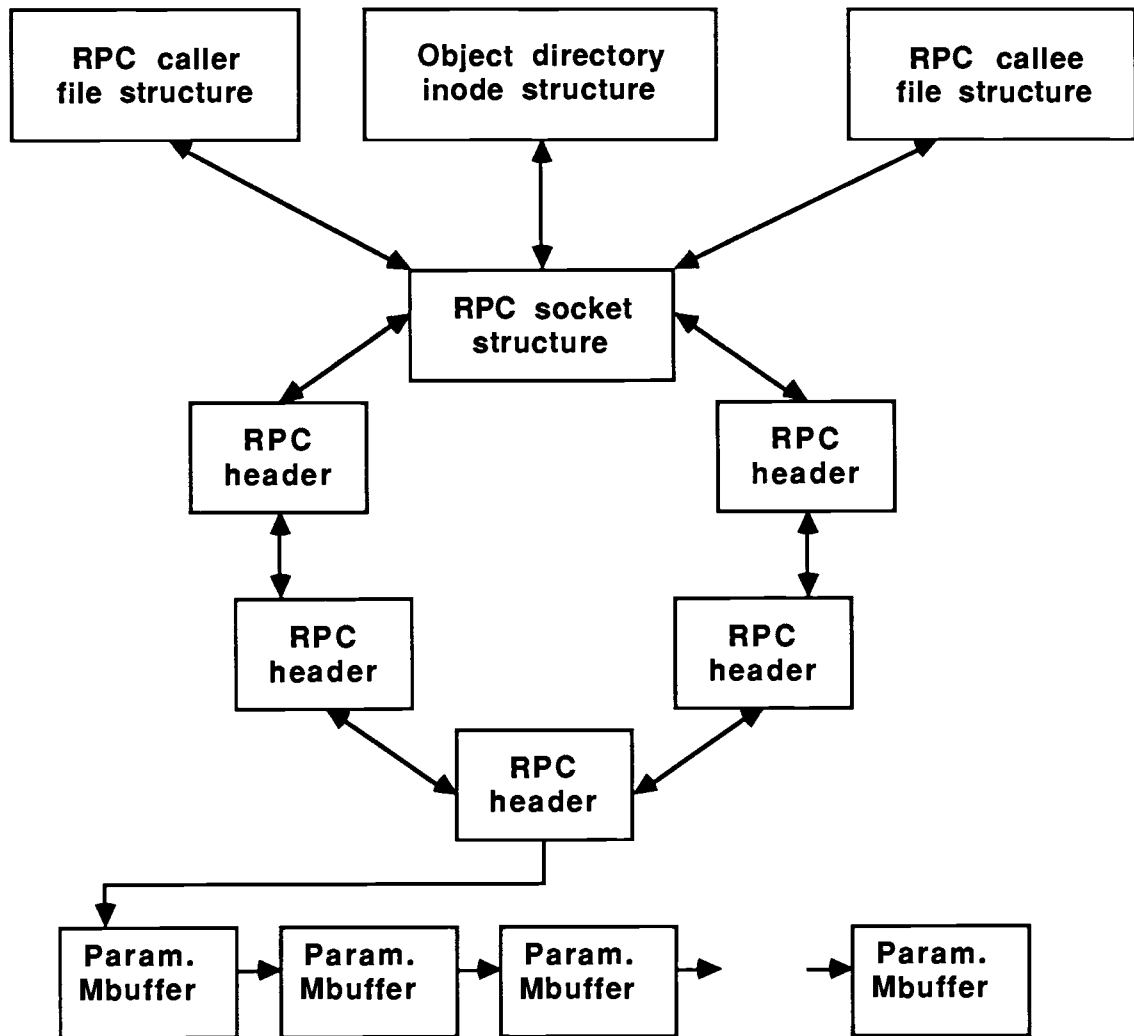 RPC caller
file structure
Object directory
inode structure
RPC callee
file structure
RPC socket
structure
RPC
header
RPC
header
RPC
header
RPC
header
RPC
header
Param.
Mbuffer
Param.
Mbuffer
Param.
Mbuffer
Param.
Mbuffer